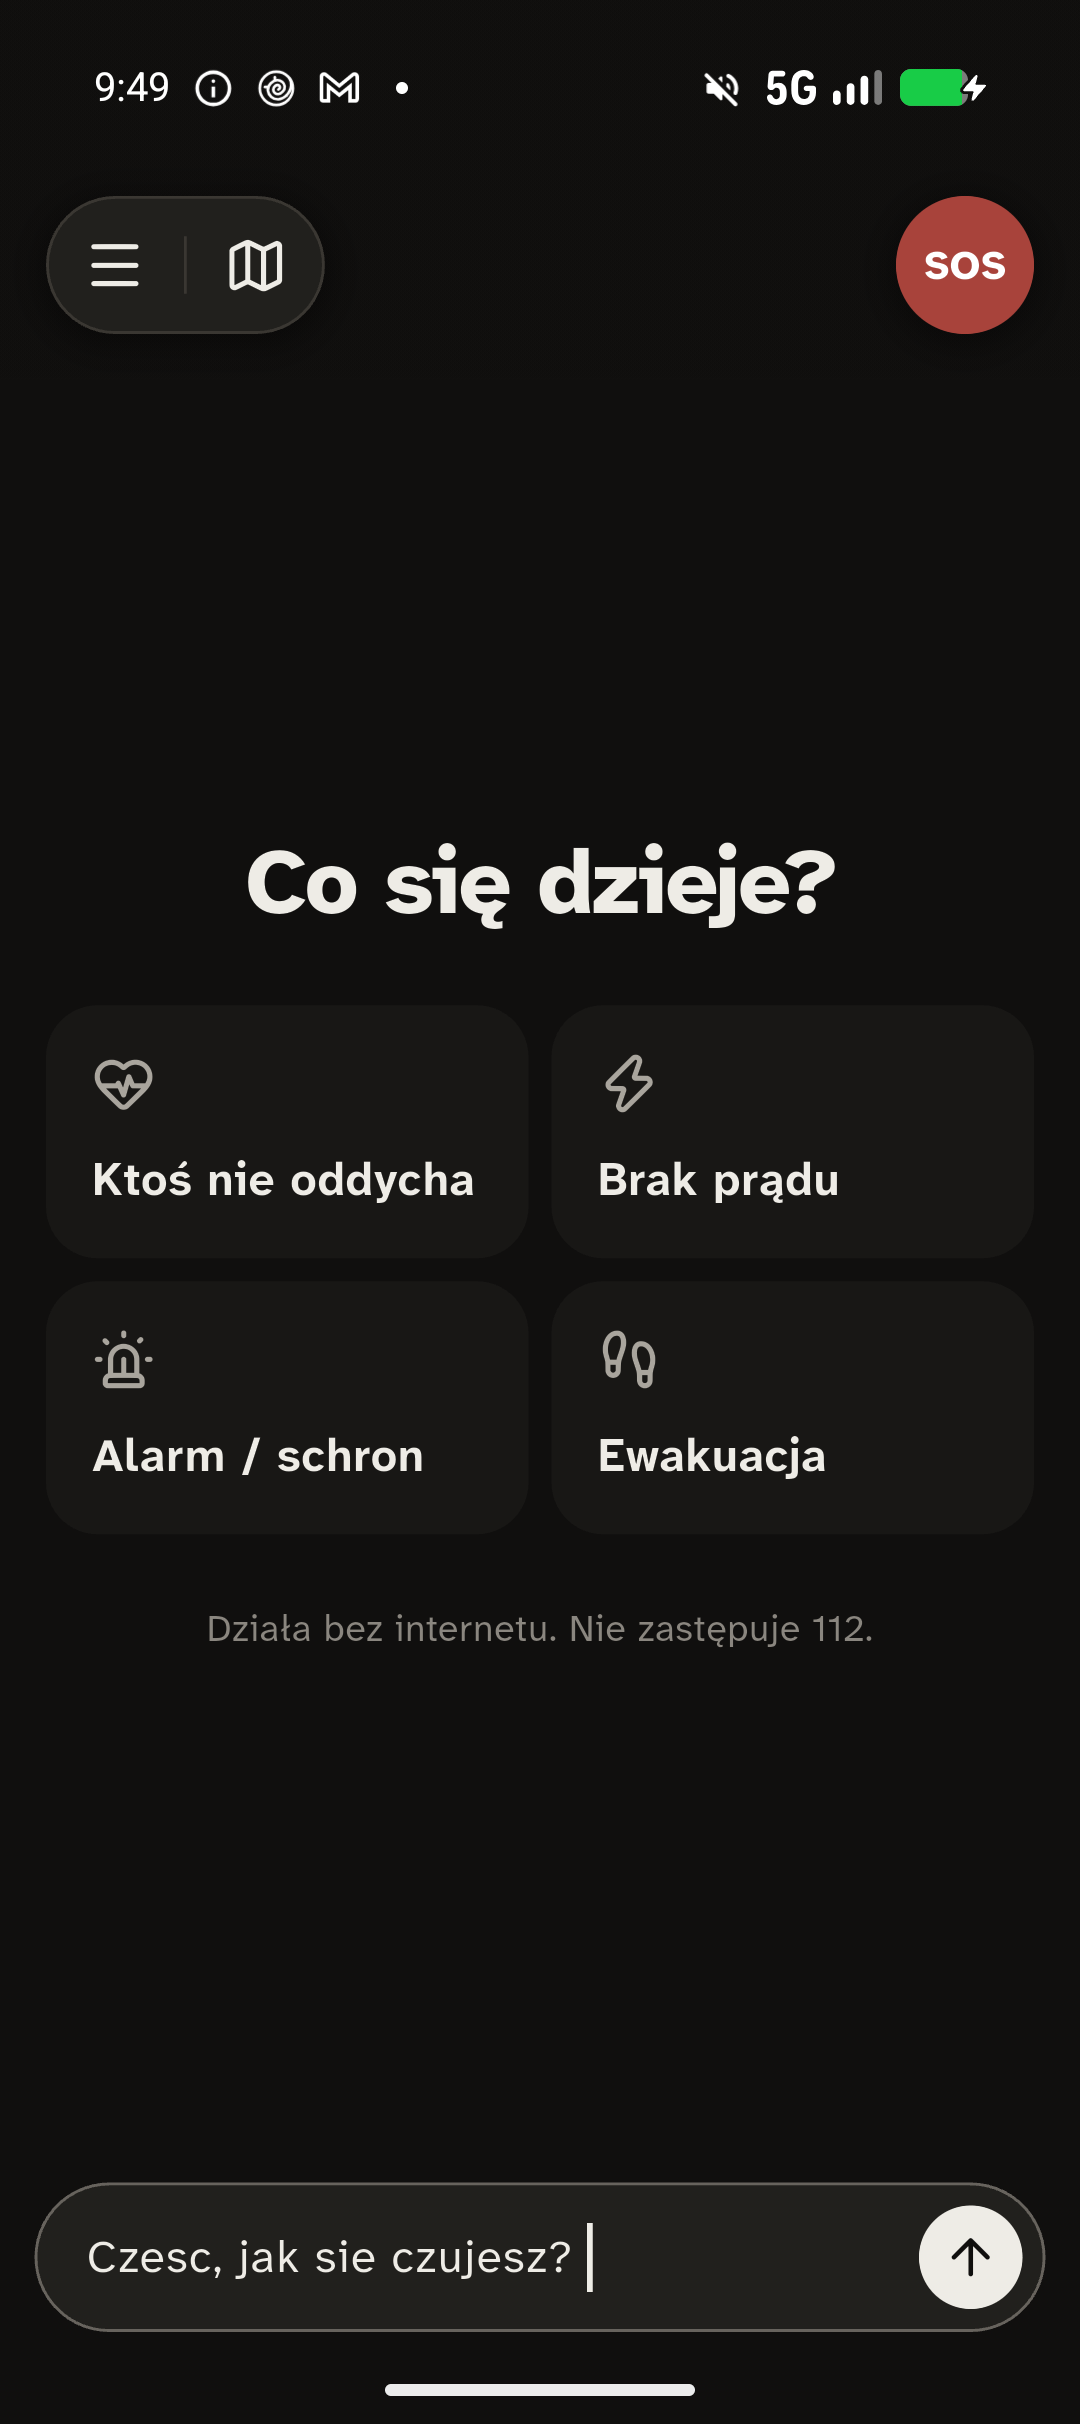 9:49
5G
SOS
Co się dzieje?
Ktoś nie oddycha
Brak prądu
Alarm / schron
Ewakuacja
Działa bez internetu. Nie zastępuje 112.
Czesc, jak sie czujesz?